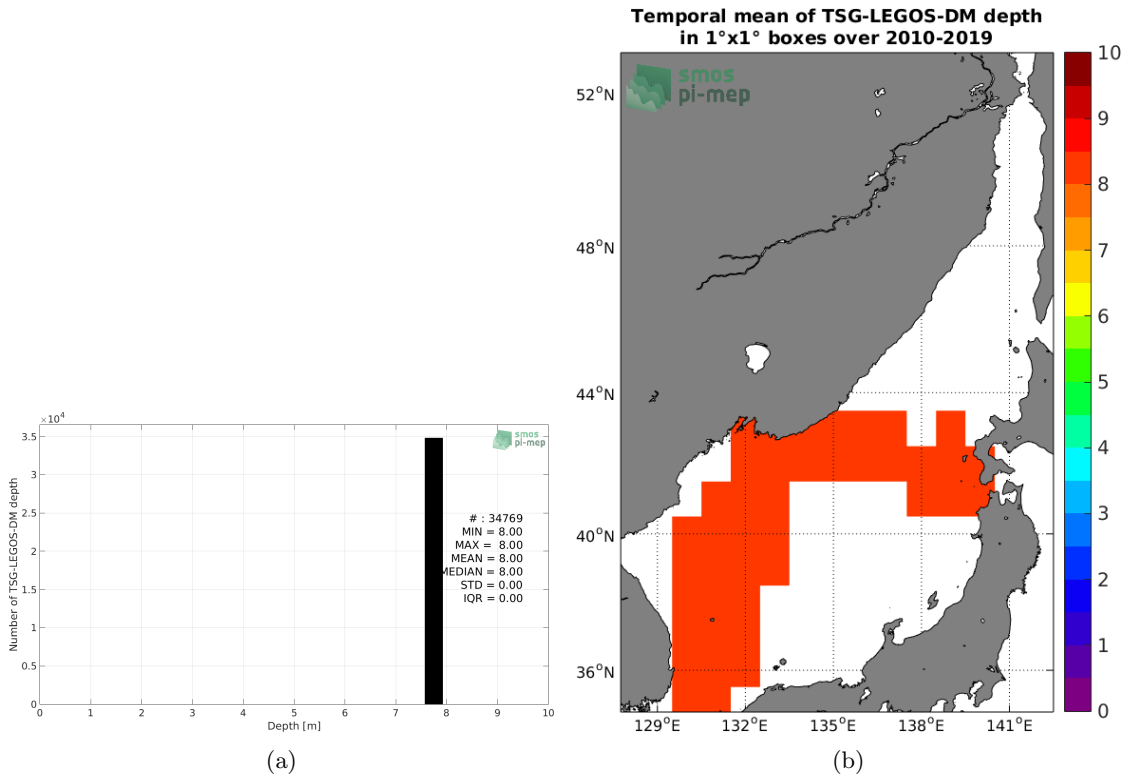 Temporal mean of TSG-LEGOS-DM depth
in 1°x1° boxes over 2010-2019
smos
pi-mep
52°N
48°N
44°N
40°N
36°N
129°E
132°E
135°E
138°E
141°E
10
9
8
7
6
5
4
3
2
1
0
×10⁴
3.5
3
2.5
2
1.5
1
0.5
0
Number of TSG-LEGOS-DM depth
smos
pi-mep
# : 34769
MIN = 8.00
MAX = 8.00
MEAN = 8.00
MEDIAN = 8.00
STD = 0.00
IQR = 0.00
0 1 2 3 4 5 6 7 8 9 10
Depth [m]
(a)
(b)